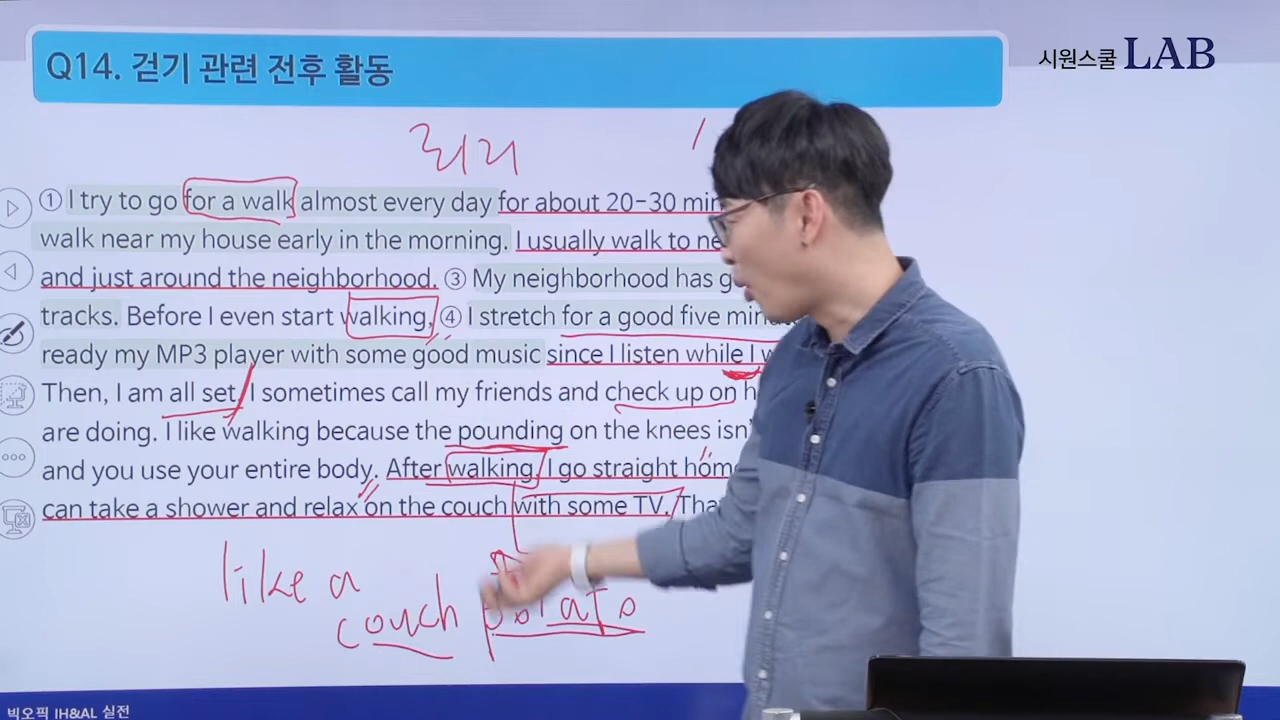 Q14. 걷기 관련 전후 활동
시원스쿨 LAB
리리
① I try to go for a walk almost every day for about 20-30 min
walk near my house early in the morning. I usually walk to ne
and just around the neighborhood. ③ My neighborhood has g
tracks. Before I even start walking, ④ I stretch for a good five minut
ready my MP3 player with some good music since I listen while I w
Then, I am all set. I sometimes call my friends and check up on h
are doing. I like walking because the pounding on the knees isn'
and you use your entire body. After walking, I go straight home
can take a shower and relax on the couch with some TV. Tha
like a
couch potato
빅오픽 IH&AL 실전